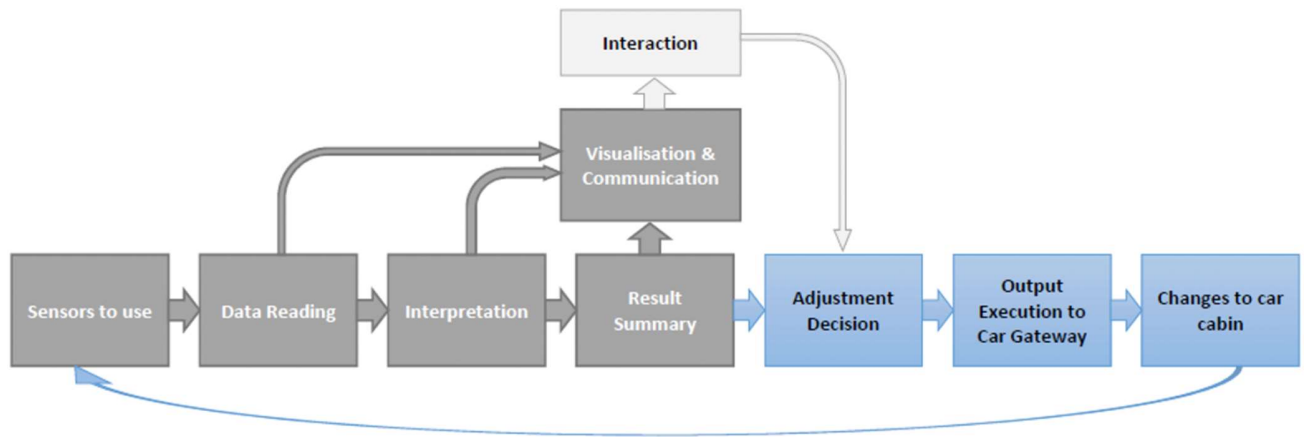 Interaction
Visualisation &
Communication
Sensors to use
Data Reading
Interpretation
Result
Summary
Adjustment
Decision
Output
Execution to
Car Gateway
Changes to car
cabin